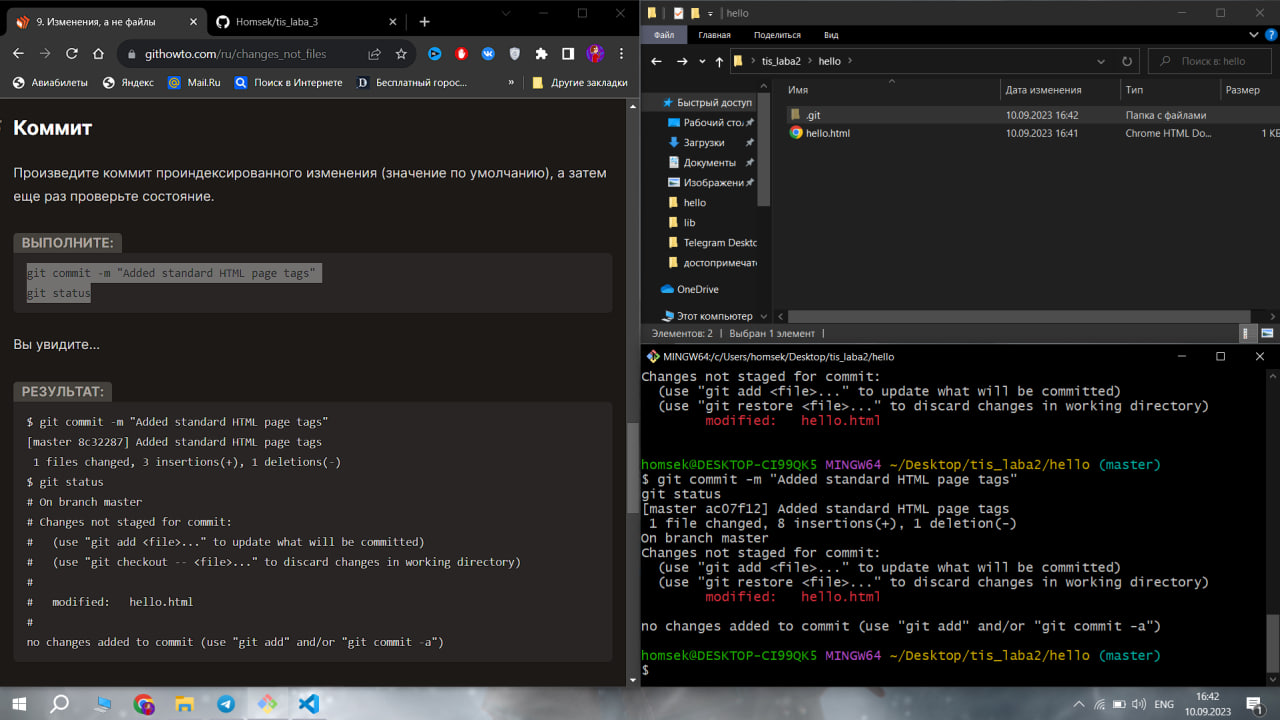 9. Изменения, а не файлы
Homsek/tis_laba_3
githowto.com/ru/changes_not_files
Авиабилеты
Яндекс
Mail.Ru
Поиск в Интернете
Бесплатный горос...
»
Другие закладки
Коммит
Произведите коммит проиндексированного изменения (значение по умолчанию), а затем
еще раз проверьте состояние.
ВЫПОЛНИТЕ:
git commit -m "Added standard HTML page tags"
git status
Вы увидите...
РЕЗУЛЬТАТ:
$ git commit -m "Added standard HTML page tags"
[master 8c32287] Added standard HTML page tags
1 files changed, 3 insertions(+), 1 deletions(-)
$ git status
# On branch master
# Changes not staged for commit:
#   (use "git add <file>..." to update what will be committed)
#   (use "git checkout -- <file>..." to discard changes in working directory)
#
#   modified:   hello.html
#
no changes added to commit (use "git add" and/or "git commit -a")
hello
Файл
Главная
Поделиться
Вид
tis_laba2 > hello >
Поиск в: hello
Имя
Дата изменения
Тип
Размер
.git
10.09.2023 16:42
Папка с файлами
hello.html
10.09.2023 16:41
Chrome HTML Do...
1 КБ
Быстрый доступ
Рабочий стол
Загрузки
Документы
Изображени
hello
lib
Telegram Deskto
достопримечат
OneDrive
Этот компьютер
Элементов: 2
Выбран 1 элемент
MINGW64:/c/Users/homsek/Desktop/tis_laba2/hello
Changes not staged for commit:
(use "git add <file>..." to update what will be committed)
(use "git restore <file>..." to discard changes in working directory)
modified:   hello.html
homsek@DESKTOP-CI99QK5 MINGW64 ~/Desktop/tis_laba2/hello (master)
$ git commit -m "Added standard HTML page tags"
git status
[master ac07f12] Added standard HTML page tags
1 file changed, 8 insertions(+), 1 deletion(-)
On branch master
Changes not staged for commit:
(use "git add <file>..." to update what will be committed)
(use "git restore <file>..." to discard changes in working directory)
modified:   hello.html
no changes added to commit (use "git add" and/or "git commit -a")
homsek@DESKTOP-CI99QK5 MINGW64 ~/Desktop/tis_laba2/hello (master)
$
ENG
16:42
10.09.2023
1